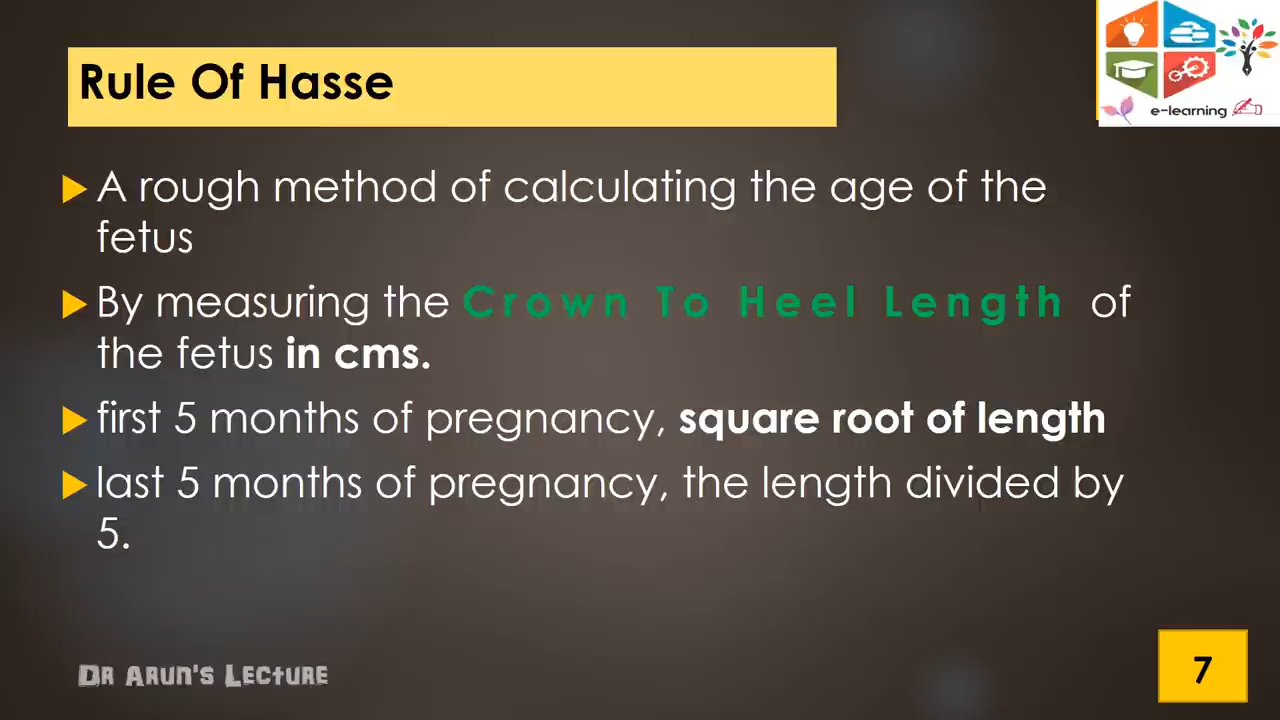 Rule Of Hasse
e-learning
A rough method of calculating the age of the
fetus
By measuring the Crown To Heel Length of
the fetus in cms.
first 5 months of pregnancy, square root of length
last 5 months of pregnancy, the length divided by
5.
Dr Arun's Lecture
7